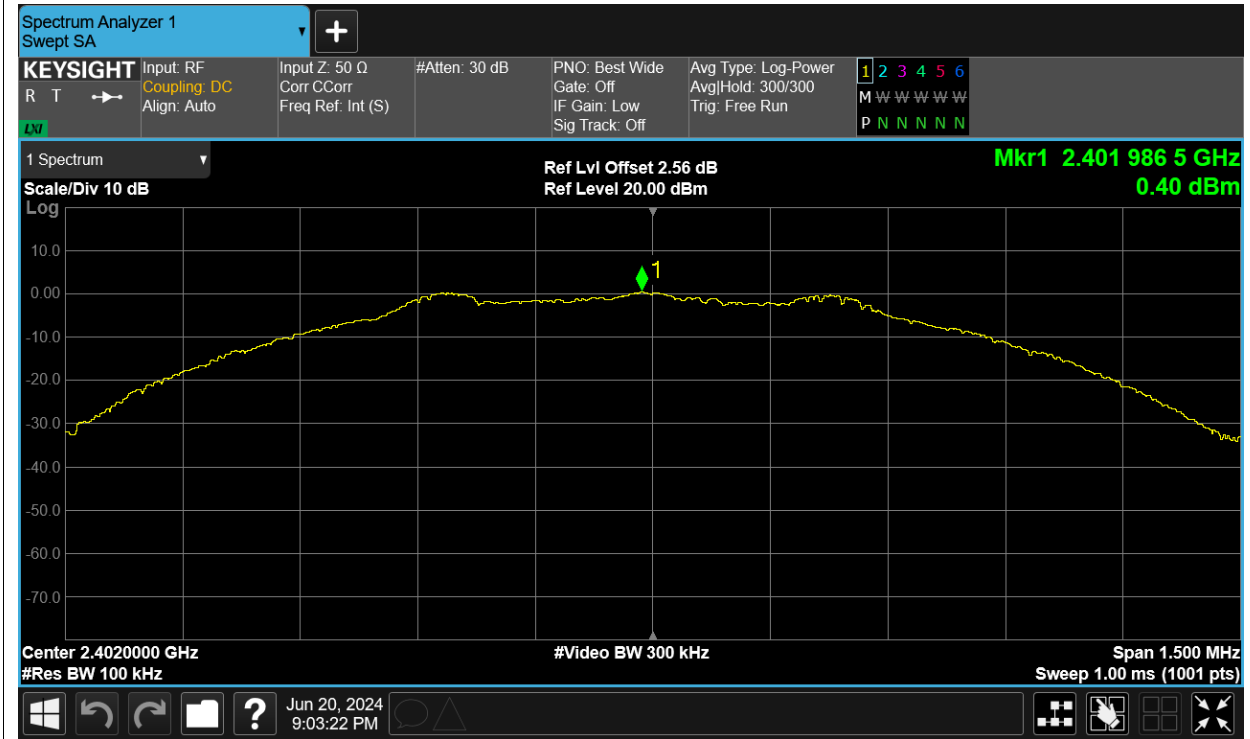 Spectrum Analyzer 1
Swept SA
KEYSIGHT
R T
LXI
Input: RF
Coupling: DC
Align: Auto
Input Z: 50 Ω
Corr CCorr
Freq Ref: Int (S)
#Atten: 30 dB
PNO: Best Wide
Gate: Off
IF Gain: Low
Sig Track: Off
Avg Type: Log-Power
Avg|Hold: 300/300
Trig: Free Run
1 2 3 4 5 6
M W W W W W W
P N N N N N N
1 Spectrum
Scale/Div 10 dB
Log
Ref Lvl Offset 2.56 dB
Ref Level 20.00 dBm
Mkr1 2.401 986 5 GHz
0.40 dBm
10.0
1
0.00
-10.0
-20.0
-30.0
-40.0
-50.0
-60.0
-70.0
Center 2.4020000 GHz
#Video BW 300 kHz
Span 1.500 MHz
#Res BW 100 kHz
Sweep 1.00 ms (1001 pts)
?
Jun 20, 2024
9:03:22 PM